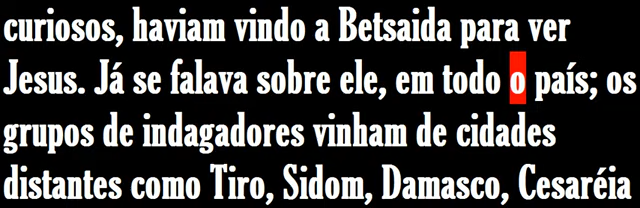 curiosos, haviam vindo a Betsaida para ver
Jesus. Já se falava sobre ele, em todo o país; os
grupos de indagadores vinham de cidades
distantes como Tiro, Sidom, Damasco, Cesaréia